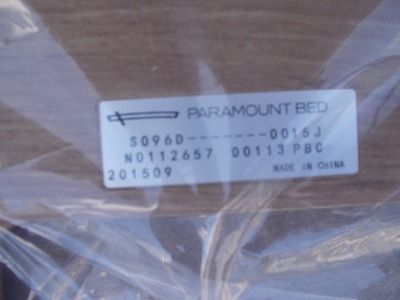 PARAMOUNT BED
S096D-------0015J
N0112657 00113 PBC
201509 MADE IN CHINA